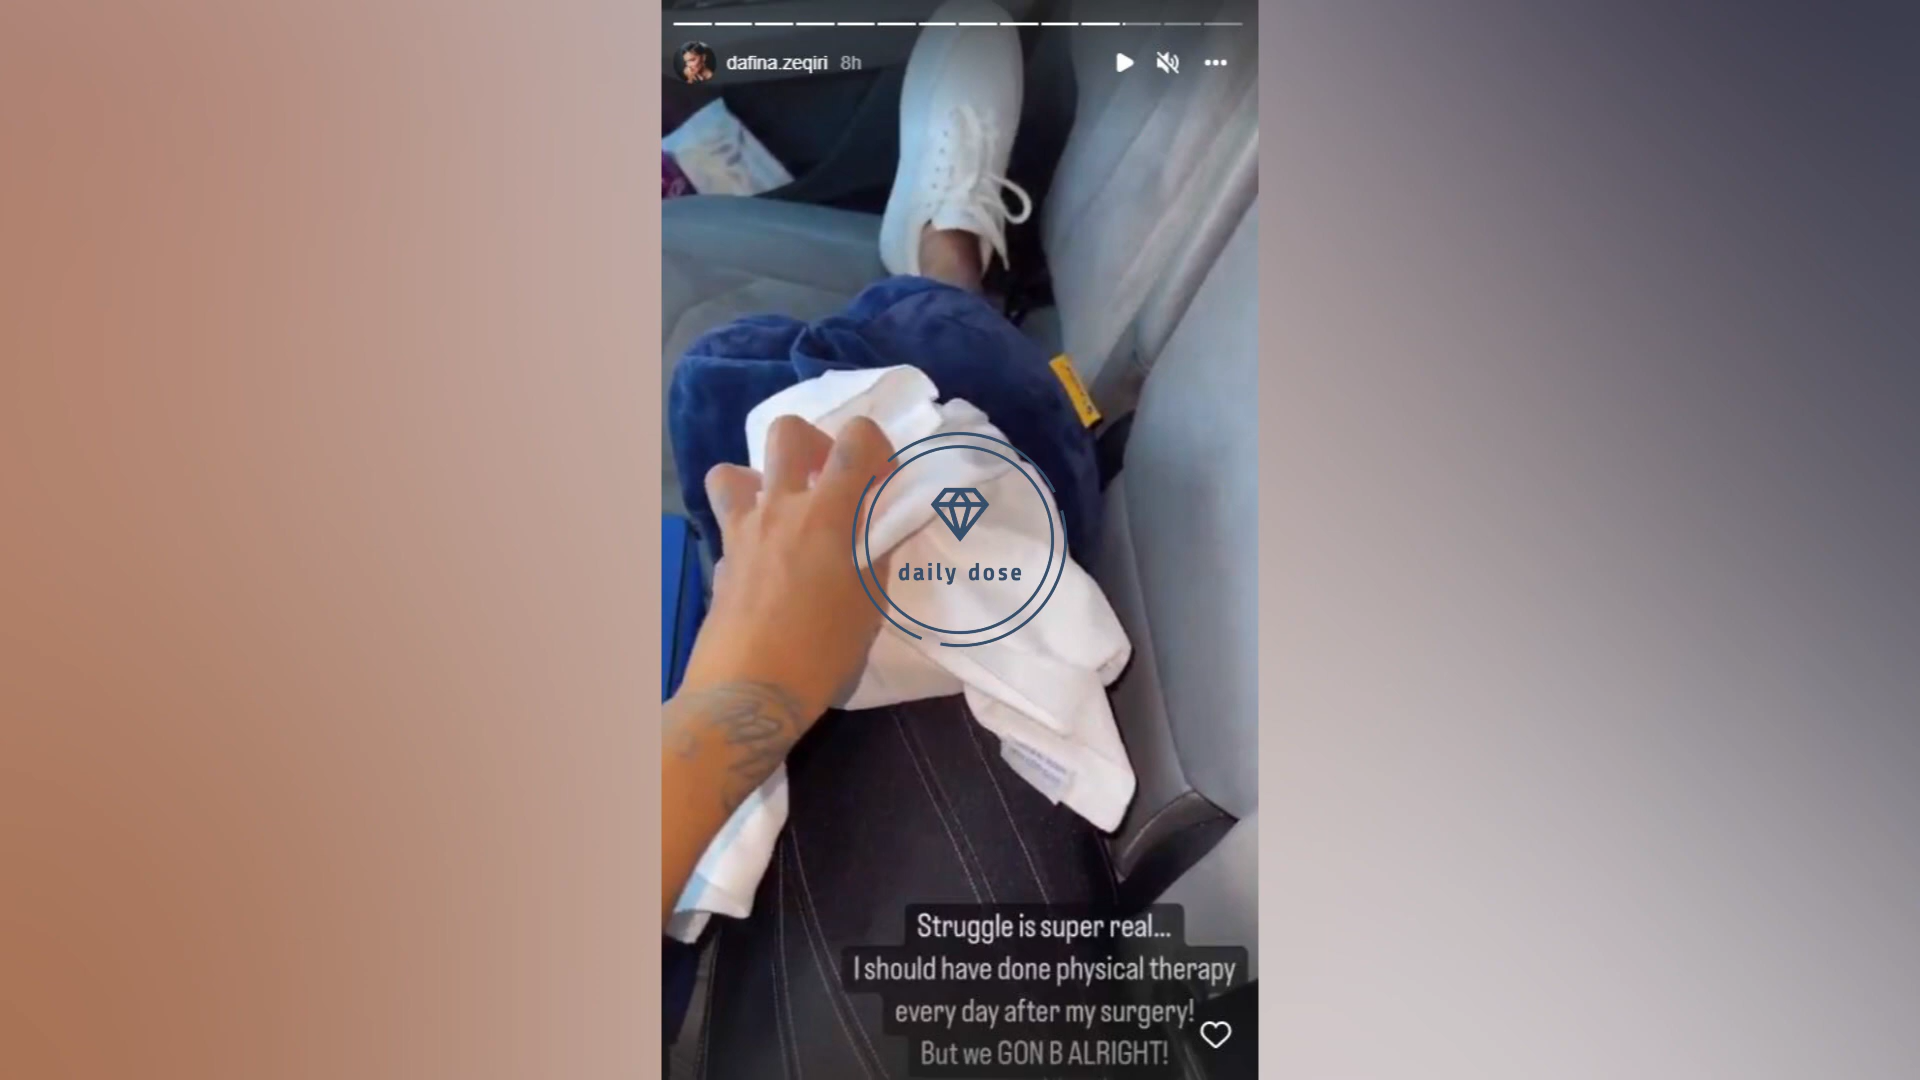 dafina.zeqiri 8h
daily dose
Struggle is super real...
I should have done physical therapy
every day after my surgery!
But we GON B ALRIGHT!